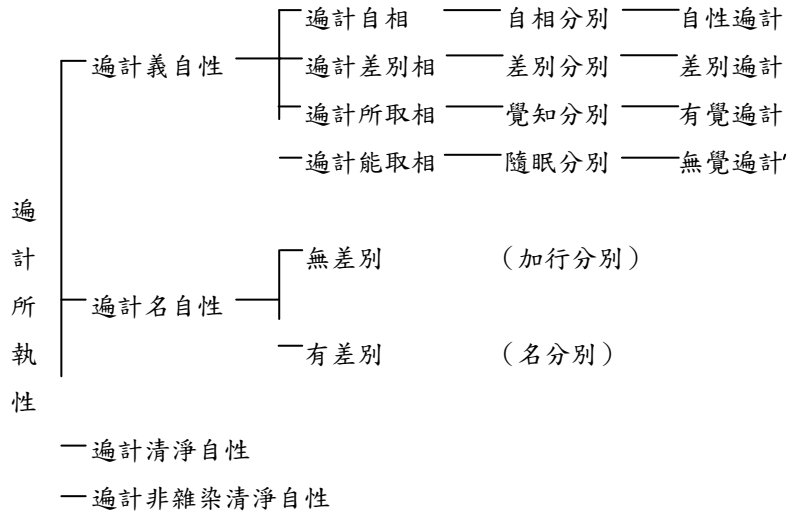 遍計自相 自相分別 自性遍計
遍計義自性 遍計差別相 差別分別 差別遍計
遍計所取相 覺知分別 有覺遍計
遍計能取相 隨眠分別 無覺遍計'
遍計所執性
無差別 （加行分別）
遍計名自性
有差別 （名分別）
遍計清淨自性
遍計非雜染清淨自性